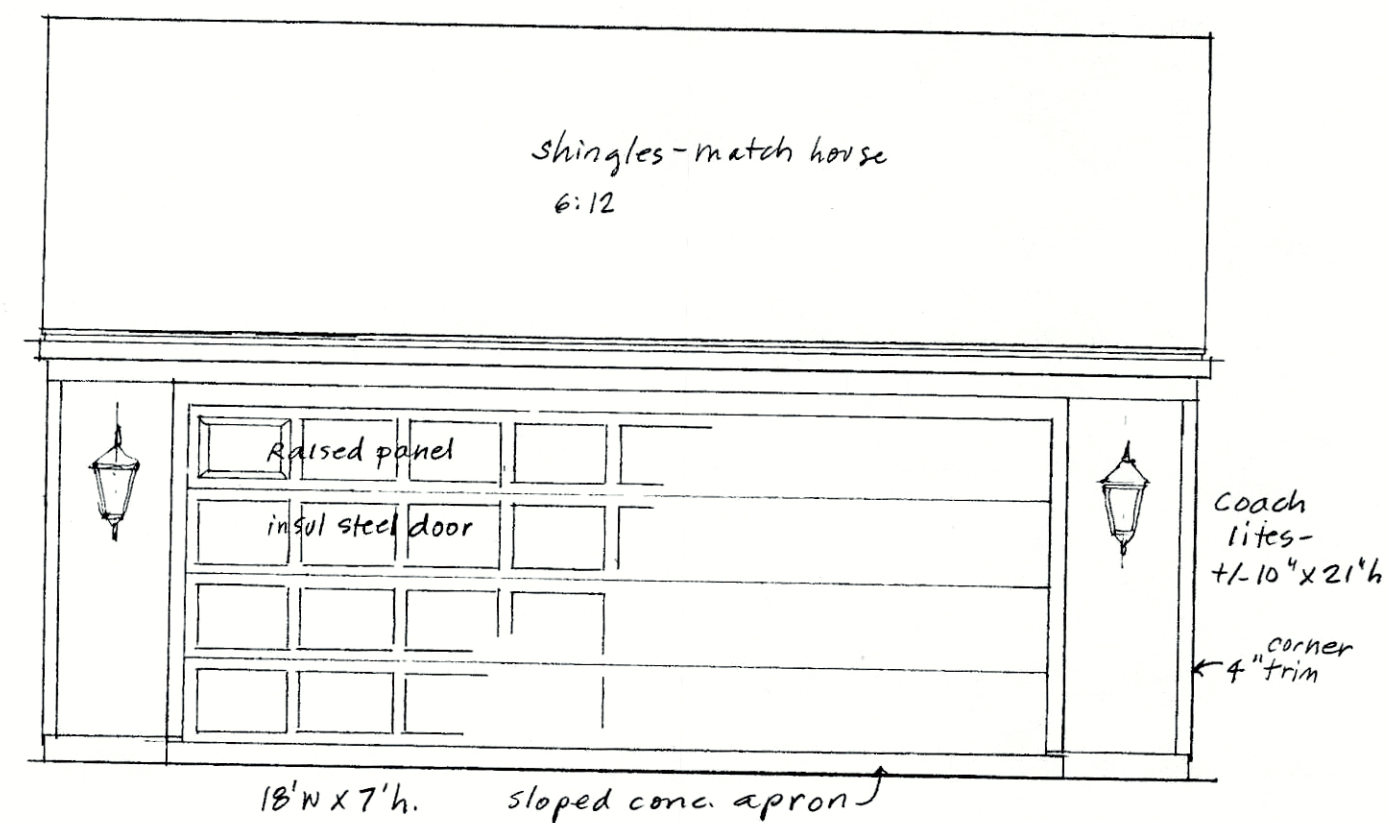 shingles-match house
6:12
Raised panel
insul steel door
coach
lites-
+/-10"x21"h
corner
4" trim
18'w x 7'h.
sloped conc. apron